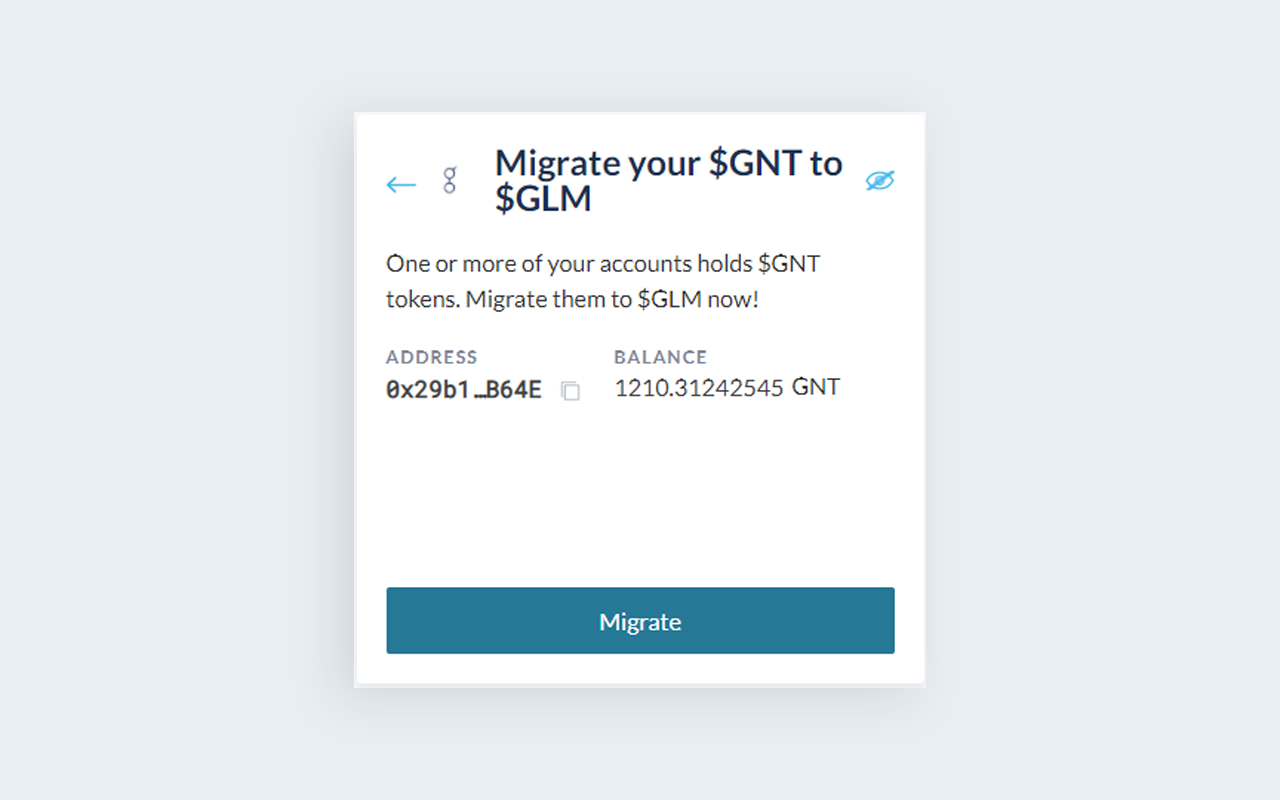 Migrate your $GNT to
$GLM
One or more of your accounts holds $GNT
tokens. Migrate them to $GLM now!
ADDRESS
BALANCE
0x29b1…B64E
1210.31242545 GNT
Migrate